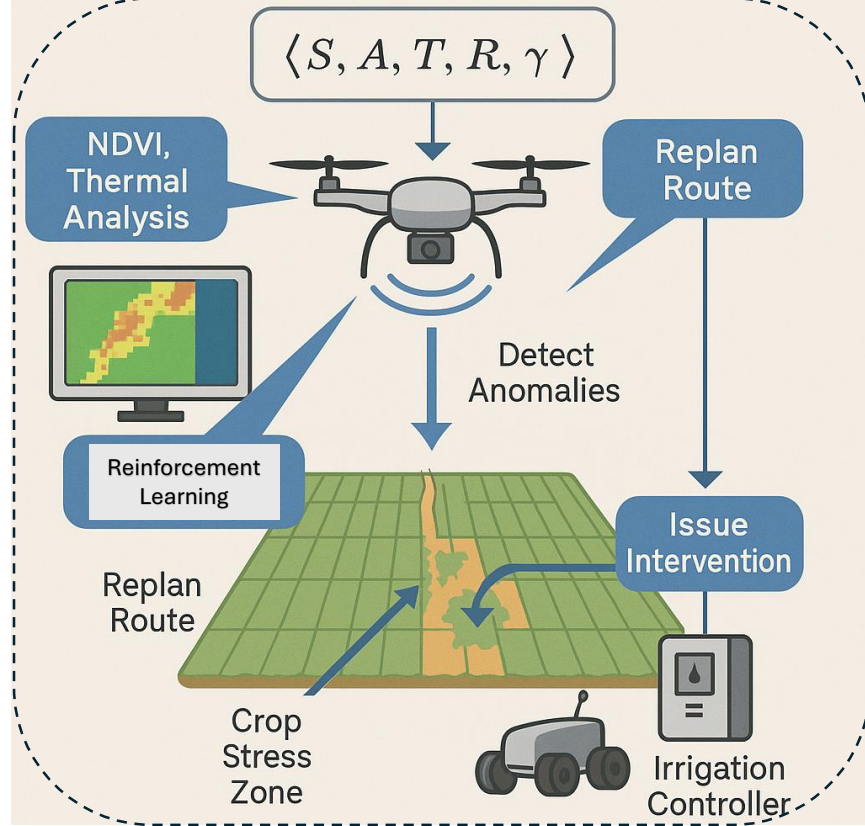 ⟨S, A, T, R, γ⟩
NDVI,
Thermal
Analysis
Replan
Route
Detect
Anomalies
Reinforcement
Learning
Issue
Intervention
Replan
Route
Crop
Stress
Zone
Irrigation
Controller